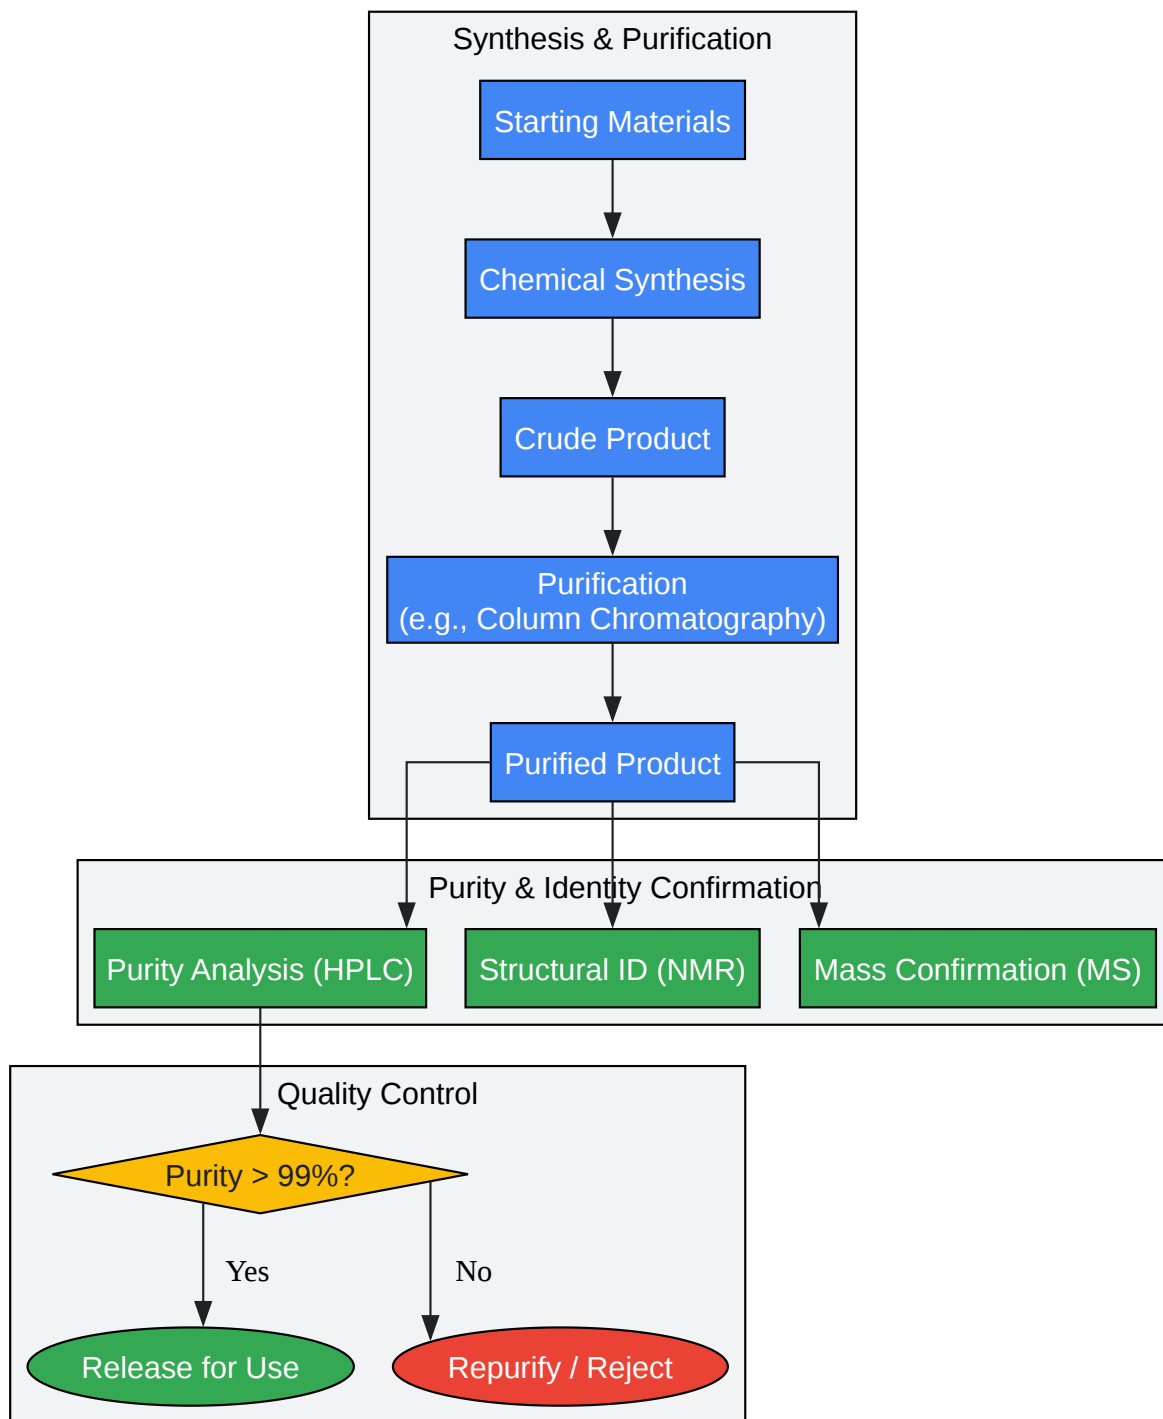 Synthesis & Purification
Starting Materials
Chemical Synthesis
Crude Product
Purification
(e.g., Column Chromatography)
Purified Product
Purity & Identity Confirmation
Purity Analysis (HPLC)
Structural ID (NMR)
Mass Confirmation (MS)
Quality Control
Purity > 99%?
Yes
No
Release for Use
Repurify / Reject